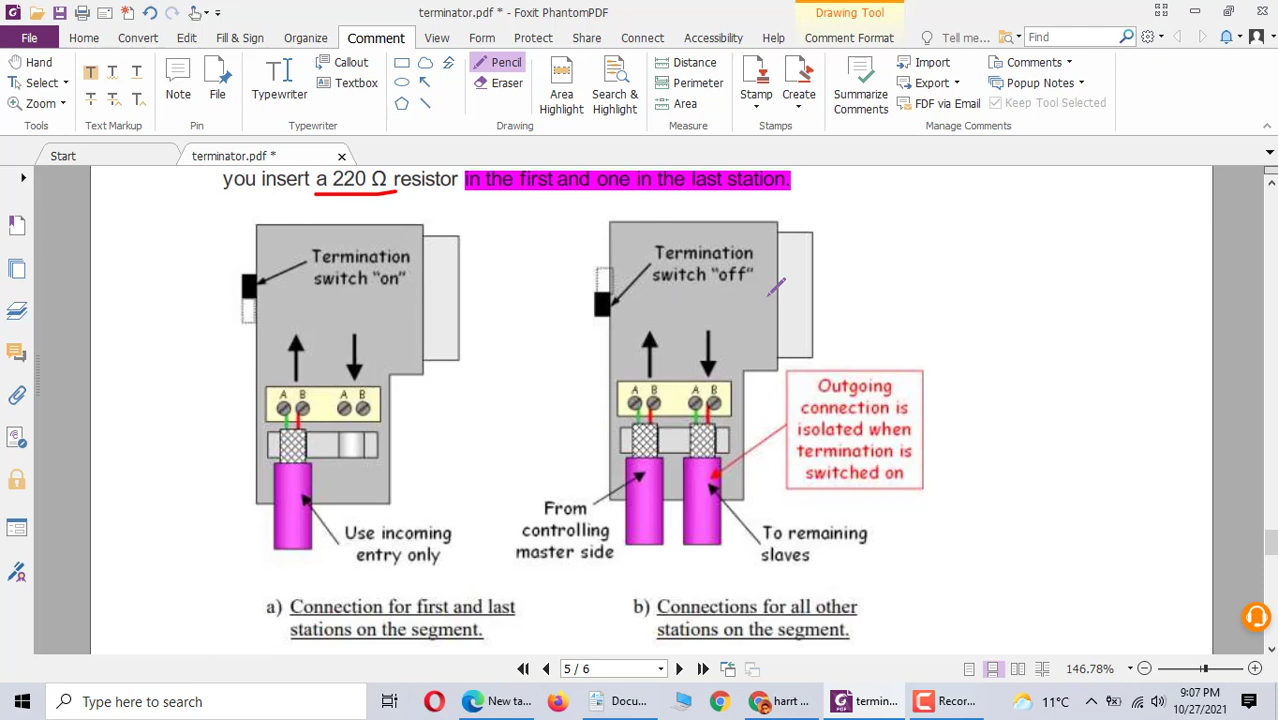 terminator.pdf * - Foxit PhantomPDF
Drawing Tool
File Home Convert Edit Fill & Sign Organize Comment View Form Protect Share Connect Accessibility Help Comment Format Tell me... Find
Hand
Select
Zoom
Tools
Text Markup
Note
File
Pin
Typewriter
Callout
Textbox
Typewriter
Pencil
Eraser
Drawing
Area
Highlight
Search &
Highlight
Distance
Perimeter
Area
Measure
Stamp
Create
Stamps
Summarize
Comments
Import
Export
FDF via Email
Comments
Popup Notes
Keep Tool Selected
Manage Comments
Start
terminator.pdf *
you insert a 220 Ω resistor in the first and one in the last station.
Termination
switch "on"
A B A B
Use incoming
entry only
a) Connection for first and last
stations on the segment.
Termination
switch "off"
A B A B
Outgoing
connection is
isolated when
termination is
switched on
From
controlling
master side
To remaining
slaves
b) Connections for all other
stations on the segment.
5 / 6
146.78%
Type here to search
New ta...
Docu...
harrt ...
termin...
Recor...
11°C
9:07 PM
10/27/2021